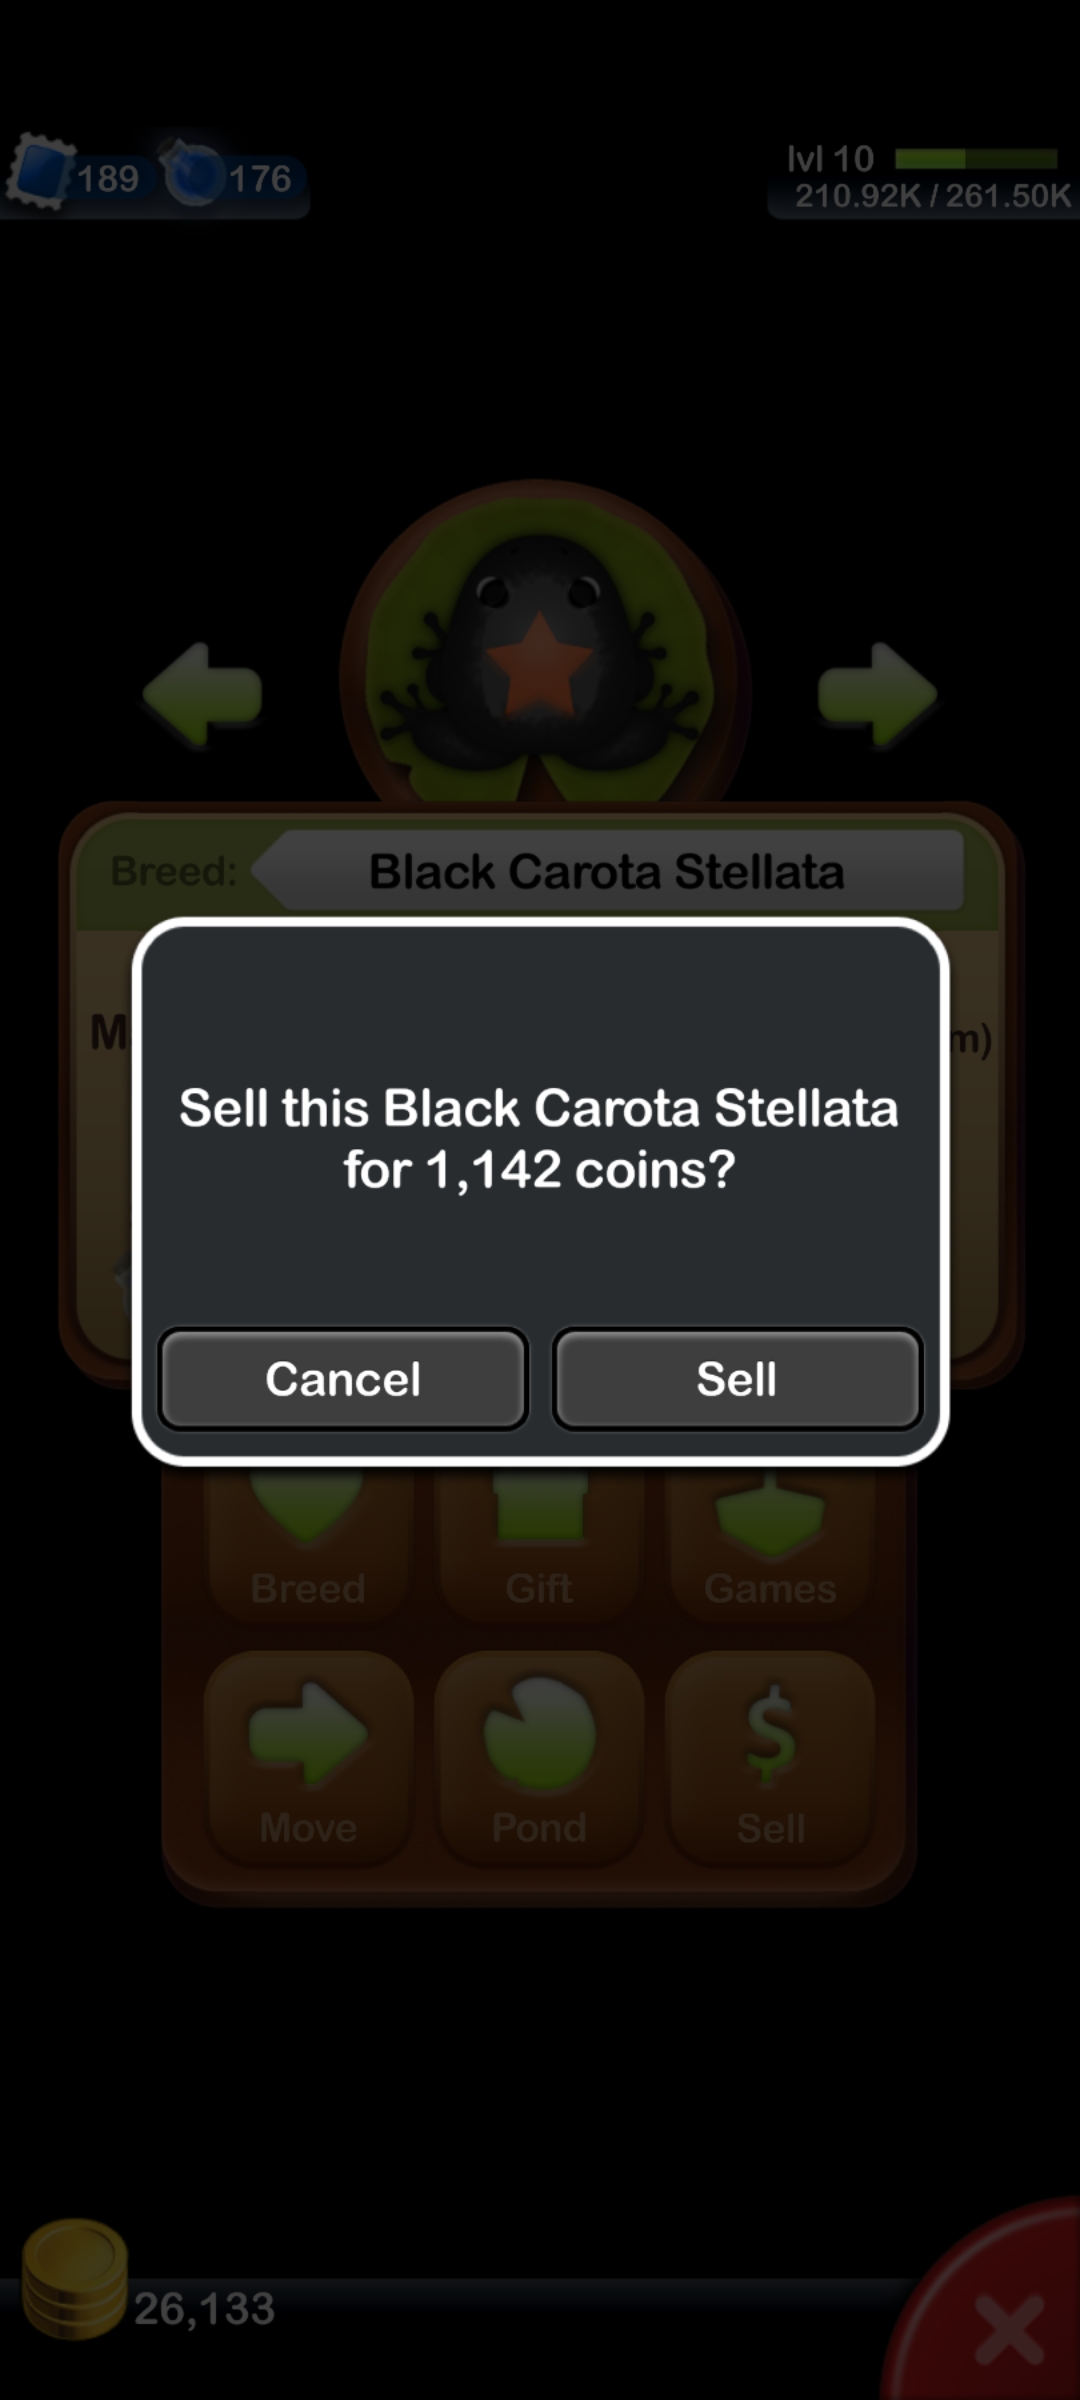 189
176
lvl 10
210.92K / 261.50K
Breed:
Black Carota Stellata
M
m)
Sell this Black Carota Stellata
for 1,142 coins?
Cancel
Sell
Breed
Gift
Games
Move
Pond
$
Sell
26,133